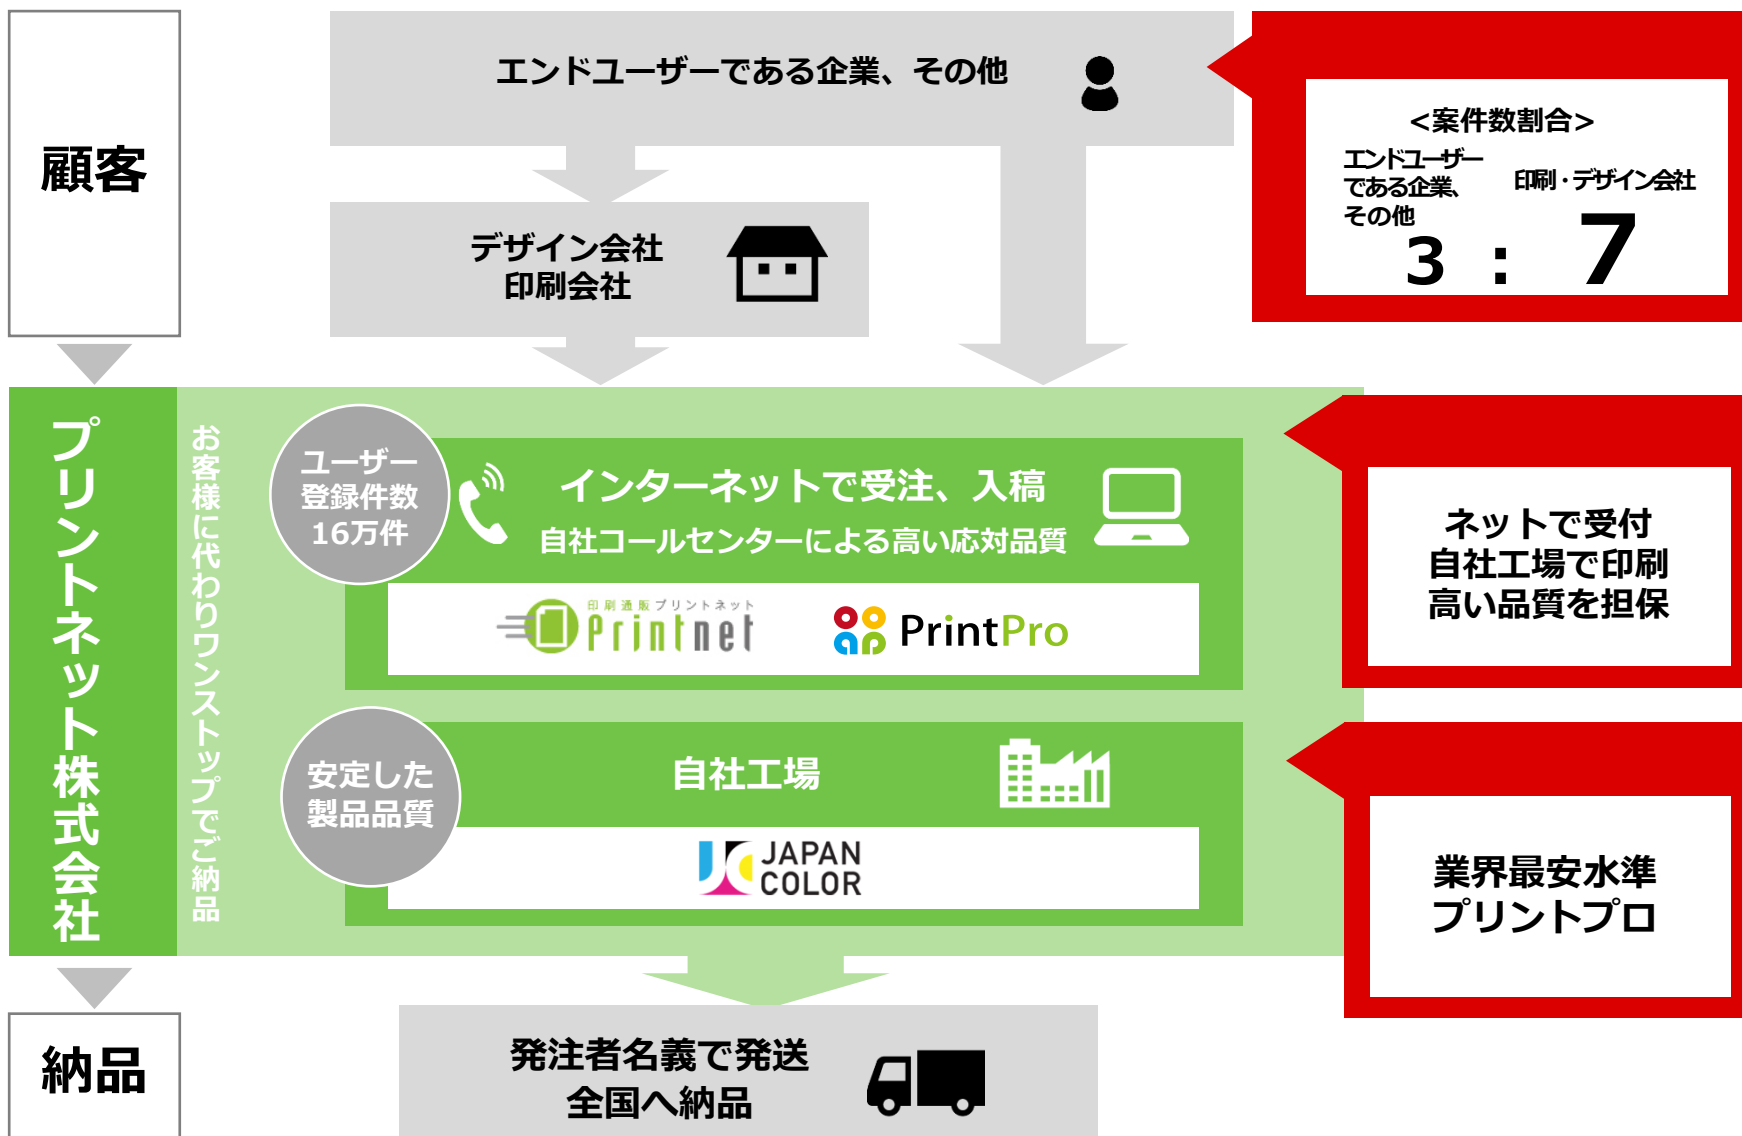 顧客
エンドユーザーである企業、その他
<案件数割合>
エンドユーザー
である企業、
その他
印刷・デザイン会社
3 : 7
デザイン会社
印刷会社
プリントネット株式会社
お客様に代わりワンストップでご納品
ユーザー
登録件数
16万件
インターネットで受注、入稿
自社コールセンターによる高い応対品質
印刷通販プリントネット
Printnet
PrintPro
ネットで受付
自社工場で印刷
高い品質を担保
安定した
製品品質
自社工場
JAPAN
COLOR
業界最安水準
プリントプロ
納品
発注者名義で発送
全国へ納品